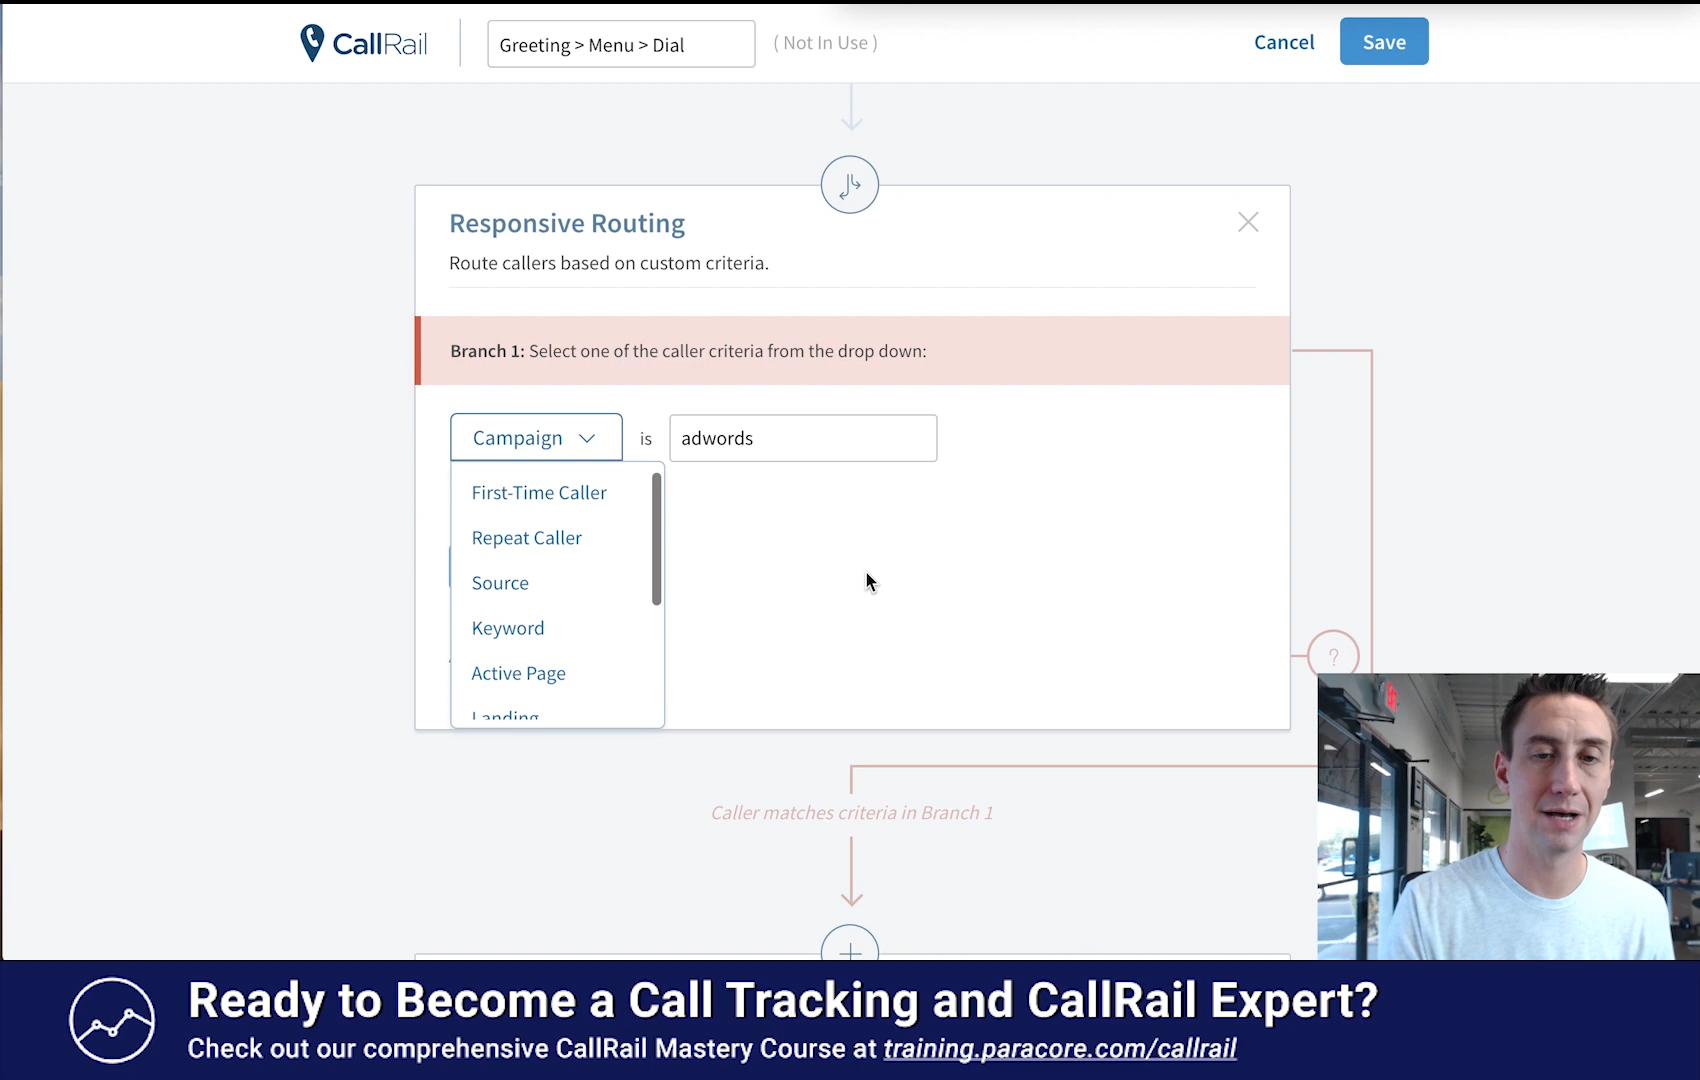 CallRail
Greeting > Menu > Dial
( Not In Use )
Cancel
Save
Responsive Routing
Route callers based on custom criteria.
Branch 1: Select one of the caller criteria from the drop down:
Campaign
is
adwords
First-Time Caller
Repeat Caller
Source
Keyword
Active Page
Landing
?
Caller matches criteria in Branch 1
Ready to Become a Call Tracking and CallRail Expert?
Check out our comprehensive CallRail Mastery Course at training.paracore.com/callrail